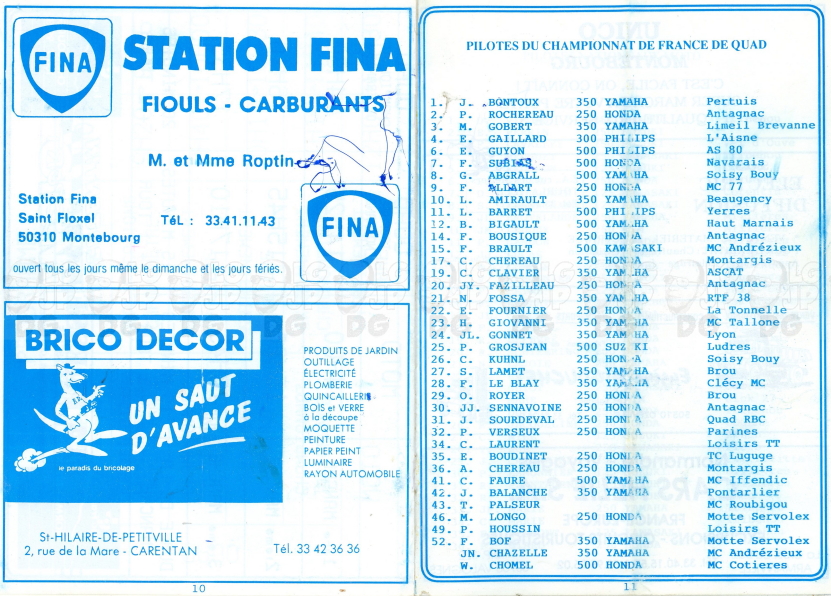 FINA
STATION FINA
FIOULS - CARBURANTS
M. et Mme Roptin
Station Fina
Saint Floxel
50310 Montebourg
Tél : 33.41.11.43
FINA
ouvert tous les jours même le dimanche et les jours fériés.
BRICO DECOR
UN SAUT
D'AVANCE
le paradis du bricolage
PRODUITS DE JARDIN
OUTILLAGE
ÉLECTRICITÉ
PLOMBERIE
QUINCAILLERIE
BOIS et VERRE
à la découpe
MOQUETTE
PEINTURE
PAPIER PEINT
LUMINAIRE
RAYON AUTOMOBILE
St-HILAIRE-DE-PETITVILLE
2, rue de la Mare - CARENTAN
Tél. 33 42 36 36
10
PILOTES DU CHAMPIONNAT DE FRANCE DE QUAD
1. J. BONTOUX 350 YAMAHA Pertuis
2. P. ROCHEREAU 250 HONDA Antagnac
3. M. GOBERT 350 YAMAHA Limeil Brevanne
4. E. GAILLARD 300 PHILIPS L'Aisne
6. E. GUYON 500 PHILIPS AS 80
7. F. 500 HONDA Navarais
8. G. ABGRALL 500 YAMAHA Soisy Bouy
9. F. ALLART 250 HONDA MC 77
10. L. AMIRAULT 350 YAMAHA Beaugency
11. L. BARRET 500 PHILIPS Yerres
12. B. BIGAULT 500 YAMAHA Haut Marnais
14. F. BOUSIQUE 250 HONDA Antagnac
15. F. BRAULT 500 KAWASAKI MC Andrézieux
17. C. CHEREAU 250 HONDA Montargis
19. C. CLAVIER 350 YAMAHA ASCAT
20. JY. FAZILLEAU 250 HONDA Antagnac
21. N. FOSSA 350 YAMAHA RTF 38
22. E. FOURNIER 250 HONDA La Tonnelle
23. H. GIOVANNI 350 YAMAHA MC Tallone
24. JL. GONNET 350 YAMAHA Lyon
25. P. GROSJEAN 500 SUZUKI Ludres
26. C. KUHNL 250 HONDA Soisy Bouy
27. S. LAMET 350 YAMAHA Brou
28. F. LE BLAY 350 YAMAHA Clécy MC
29. O. ROYER 250 HONDA Brou
30. JJ. SENNAVOINE 250 HONDA Antagnac
31. J. SOURDEVAL 250 HONDA Quad RBC
32. P. VERSEUX 250 HONDA Parines
34. C. LAURENT Loisirs TT
35. E. BOUDINET 250 HONDA TC Luguge
36. A. CHEREAU 250 HONDA Montargis
41. C. FAURE 500 YAMAHA MC Iffendic
42. J. BALANCHE 350 YAMAHA Pontarlier
43. T. PALSEUR MC Roubigou
46. M. LONGO 250 HONDA Motte Servolex
49. P. HOUSSIN Loisirs TT
52. F. BOF 350 YAMAHA Motte Servolex
JN. CHAZELLE 350 YAMAHA MC Andrézieux
W. CHOMEL 500 HONDA MC Cotieres
11